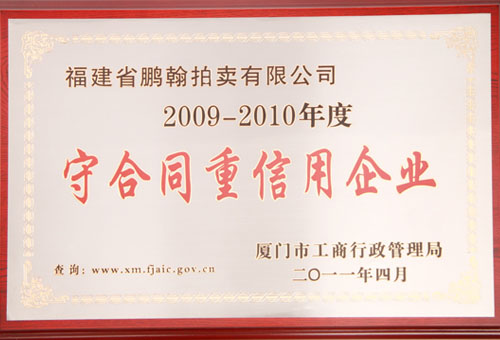 福建省鹏翰拍卖有限公司
2009-2010年度
守合同重信用企业
厦门市工商行政管理局
查询：www.xm.fjaic.gov.cn
二〇一一年四月